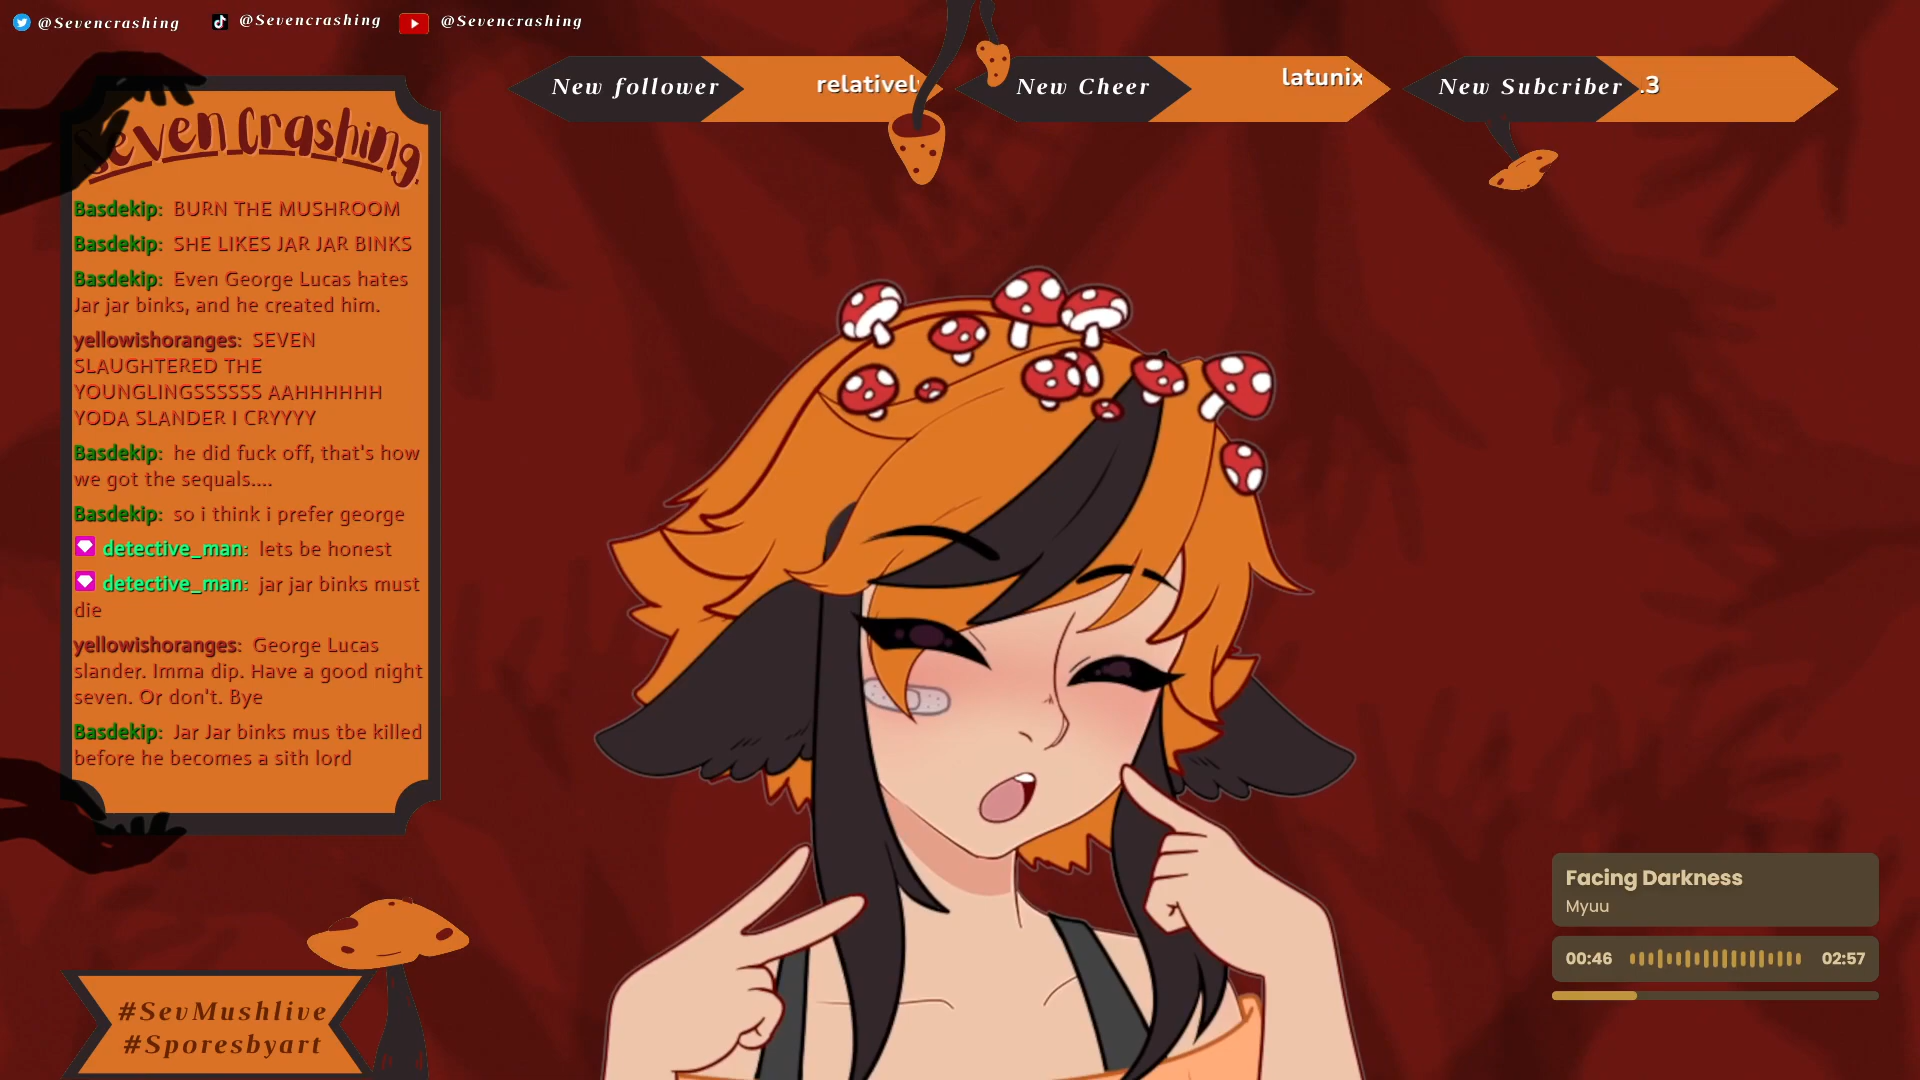 @Sevencrashing @Sevencrashing @Sevencrashing
New follower
New Cheer latunix
New Subcriber .3
Seven Crashing
Basdekip: BURN THE MUSHROOM
Basdekip: SHE LIKES JAR JAR BINKS
Basdekip: Even George Lucas hates
Jar jar binks, and he created him.
yellowishoranges: SEVEN
SLAUGHTERED THE
YOUNGLINGSSSSSS AAHHHHHH
YODA SLANDER I CRYYYY
Basdekip: he did fuck off, that's how
we got the sequals....
Basdekip: so i think i prefer george
detective_man: lets be honest
detective_man: jar jar binks must
die
yellowishoranges: George Lucas
slander. Imma dip. Have a good night
seven. Or don't. Bye
Basdekip: Jar Jar binks mus tbe killed
before he becomes a sith lord
Facing Darkness
Myuu
00:46 02:57
#SevMushlive
#Sporesbyart